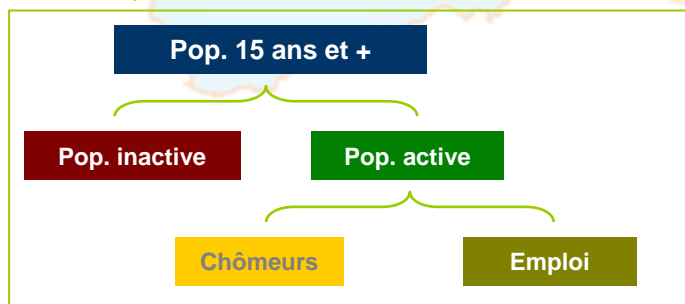 Pop. 15 ans et +
Pop. inactive
Pop. active
Chômeurs
Emploi